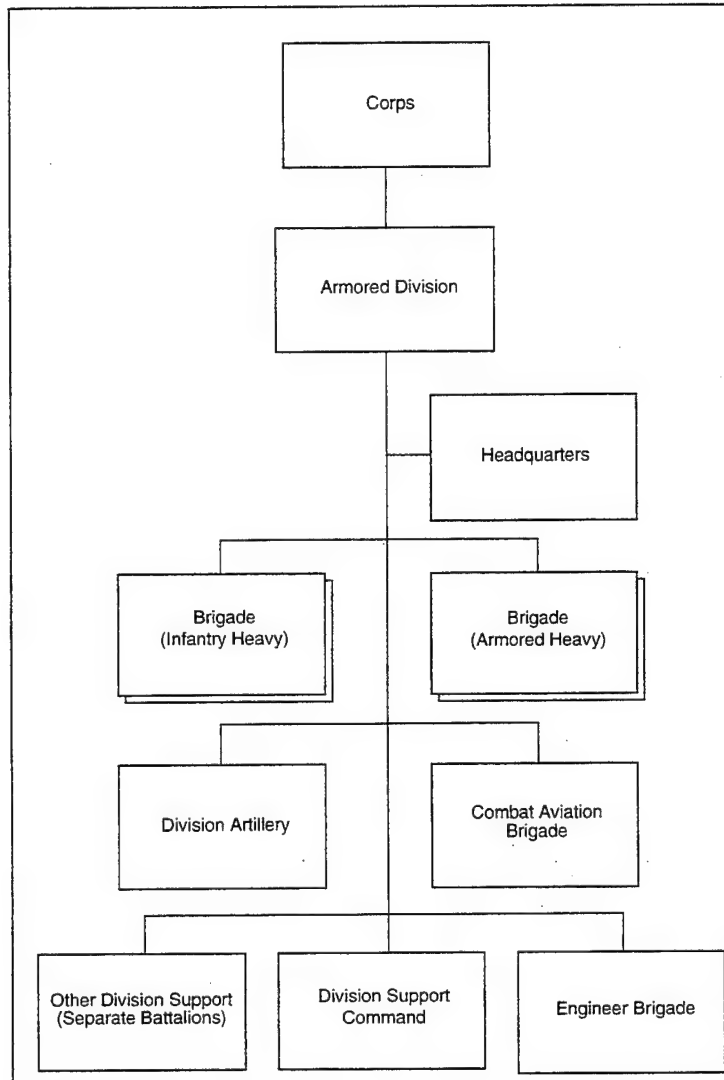 Corps
Armored Division
Headquarters
Brigade
(Infantry Heavy)
Brigade
(Armored Heavy)
Division Artillery
Combat Aviation
Brigade
Other Division Support
(Separate Battalions)
Division Support
Command
Engineer Brigade